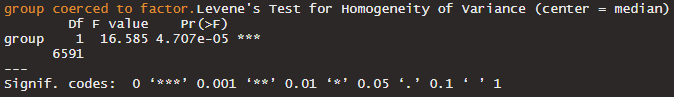 group coerced to factor.Levene's Test for Homogeneity of Variance (center = median)
Df F value Pr(>F)
group 1 16.585 4.707e-05 ***
6591
---
Signif. codes: 0 ‘***’ 0.001 ‘**’ 0.01 ‘*’ 0.05 ‘.’ 0.1 ‘ ’ 1